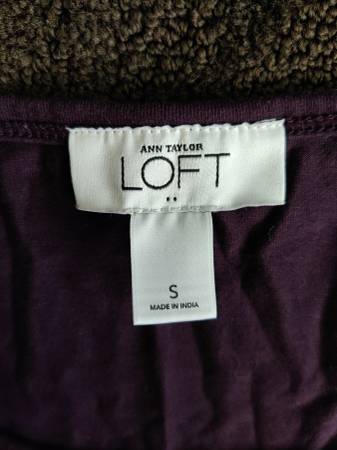 ANN TAYLOR
LOFT
S
MADE IN INDIA